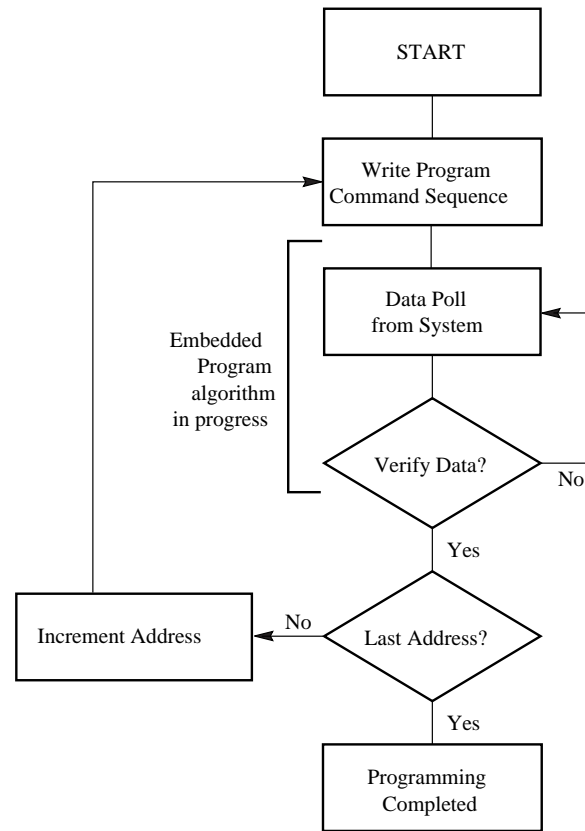 START
Write Program
Command Sequence
Data Poll
from System
Embedded
Program
algorithm
in progress
Verify Data?
No
Yes
No
Increment Address
Last Address?
Yes
Programming
Completed